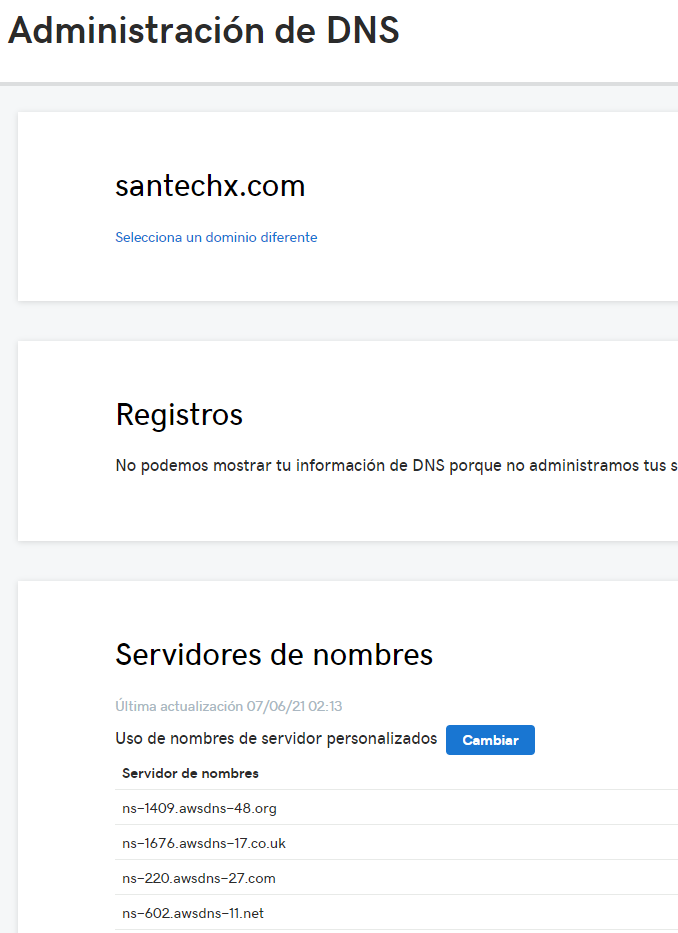 Administración de DNS
santechx.com
Selecciona un dominio diferente
Registros
No podemos mostrar tu información de DNS porque no administramos tus s
Servidores de nombres
Última actualización 07/06/21 02:13
Uso de nombres de servidor personalizados Cambiar
Servidor de nombres
ns-1409.awsdns-48.org
ns-1676.awsdns-17.co.uk
ns-220.awsdns-27.com
ns-602.awsdns-11.net